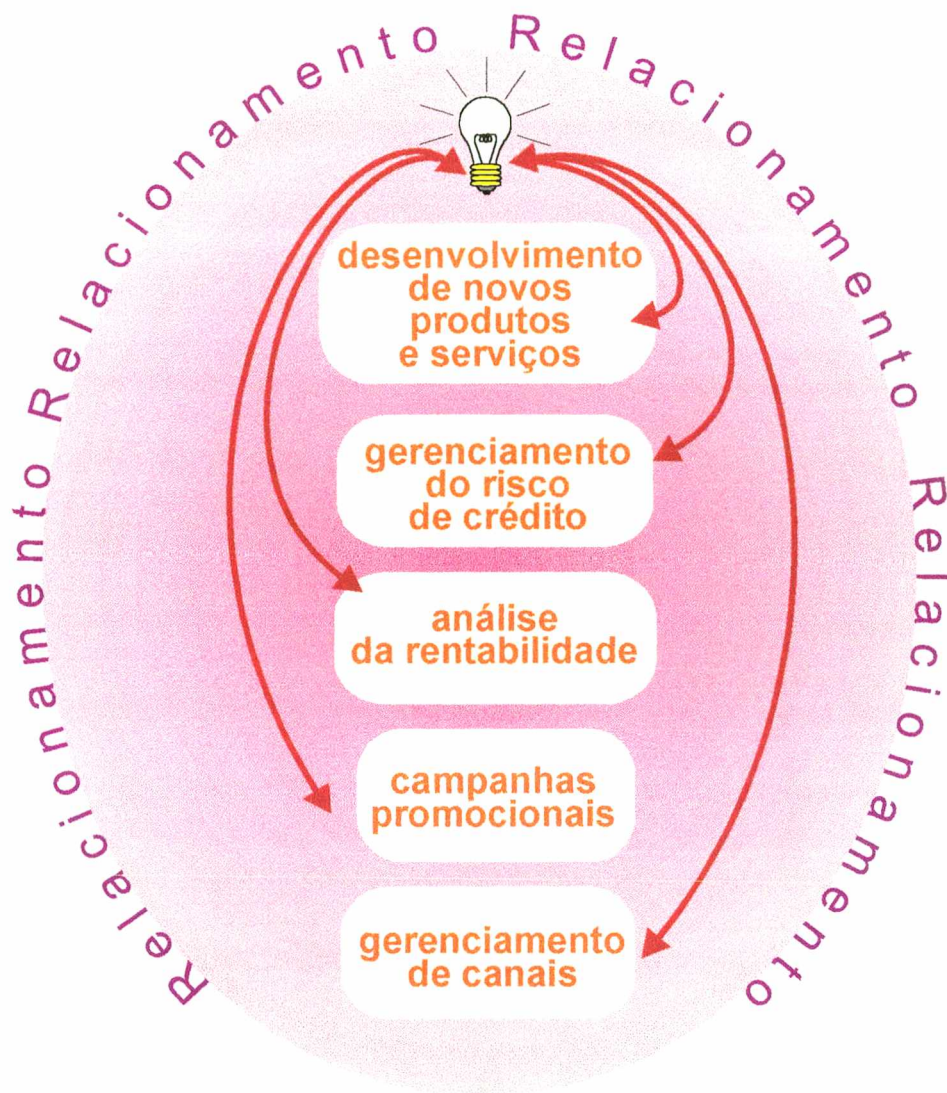 Relacionamento Relacionamento Relacionamento Relacionamento
desenvolvimento
de novos
produtos
e serviços
gerenciamento
do risco
de crédito
análise
da rentabilidade
campanhas
promocionais
gerenciamento
de canais